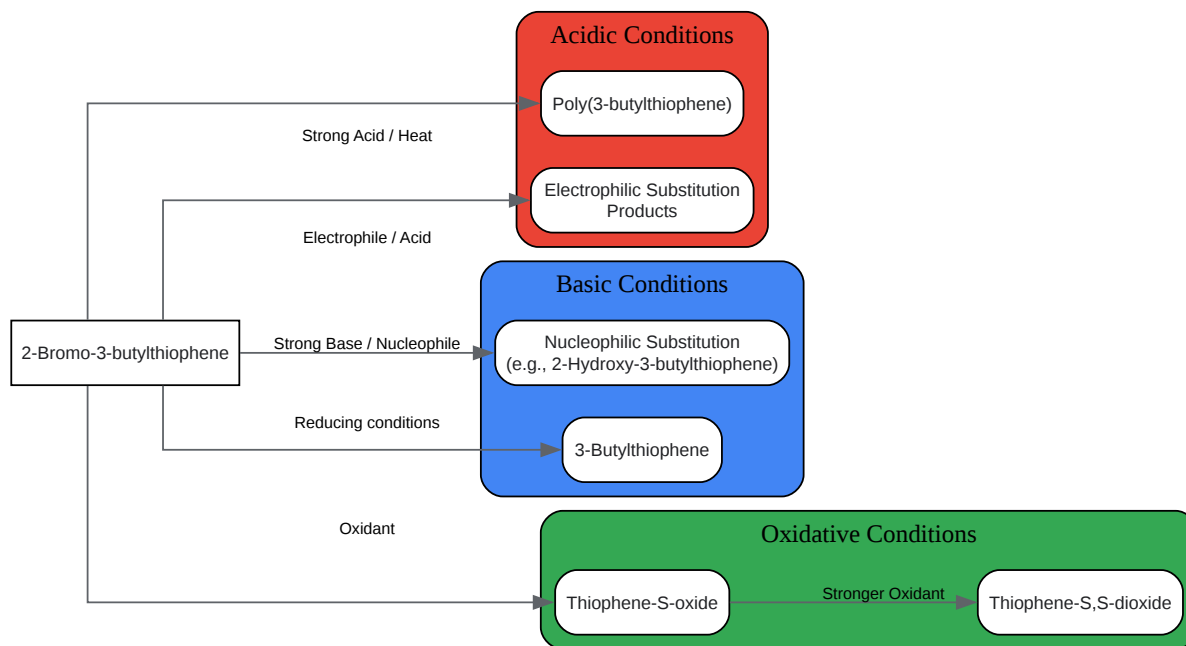 Acidic Conditions
Poly(3-butylthiophene)
Strong Acid / Heat
Electrophilic Substitution
Products
Electrophile / Acid
Basic Conditions
2-Bromo-3-butylthiophene
Strong Base / Nucleophile
Nucleophilic Substitution
(e.g., 2-Hydroxy-3-butylthiophene)
Reducing conditions
3-Butylthiophene
Oxidant
Oxidative Conditions
Thiophene-S-oxide
Stronger Oxidant
Thiophene-S,S-dioxide